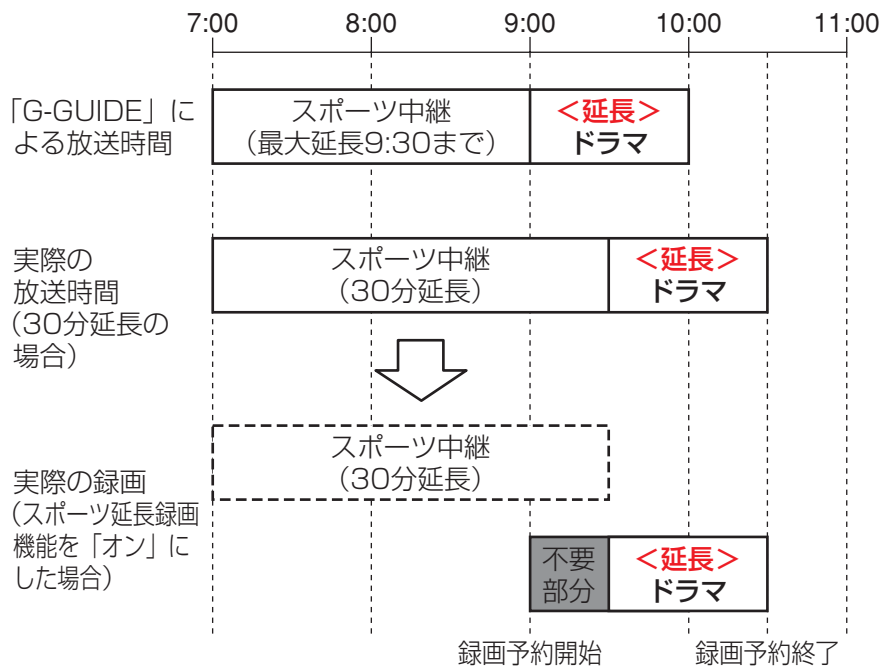 7:00 8:00 9:00 10:00 11:00
「G-GUIDE」に
よる放送時間
スポーツ中継
（最大延長9:30まで）
＜延長＞
ドラマ
実際の
放送時間
（30分延長の
場合）
スポーツ中継
（30分延長）
＜延長＞
ドラマ
スポーツ中継
（30分延長）
実際の録画
（スポーツ延長録画
機能を「オン」に
した場合）
不要
部分
＜延長＞
ドラマ
録画予約開始 録画予約終了